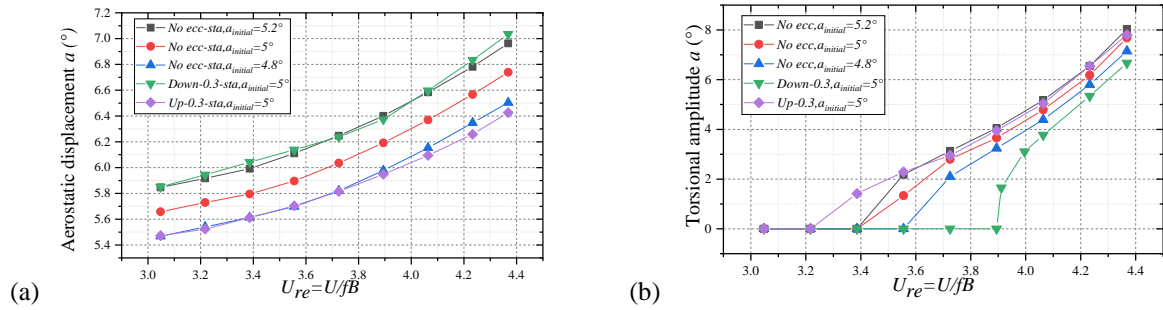 7.2
7.0
6.8
6.6
6.4
6.2
6.0
5.8
5.6
5.4
Aerostatic displacement a (°)
No ecc-sta,a_initial=5.2°
No ecc-sta,a_initial=5°
No ecc-sta,a_initial=4.8°
Down-0.3-sta,a_initial=5°
Up-0.3-sta,a_initial=5°
3.0 3.2 3.4 3.6 3.8 4.0 4.2 4.4
U_re=U/fB
(a)
8
6
4
2
0
Torsional amplitude a (°)
No ecc,a_initial=5.2°
No ecc,a_initial=5°
No ecc,a_initial=4.8°
Down-0.3,a_initial=5°
Up-0.3,a_initial=5°
3.0 3.2 3.4 3.6 3.8 4.0 4.2 4.4
U_re=U/fB
(b)